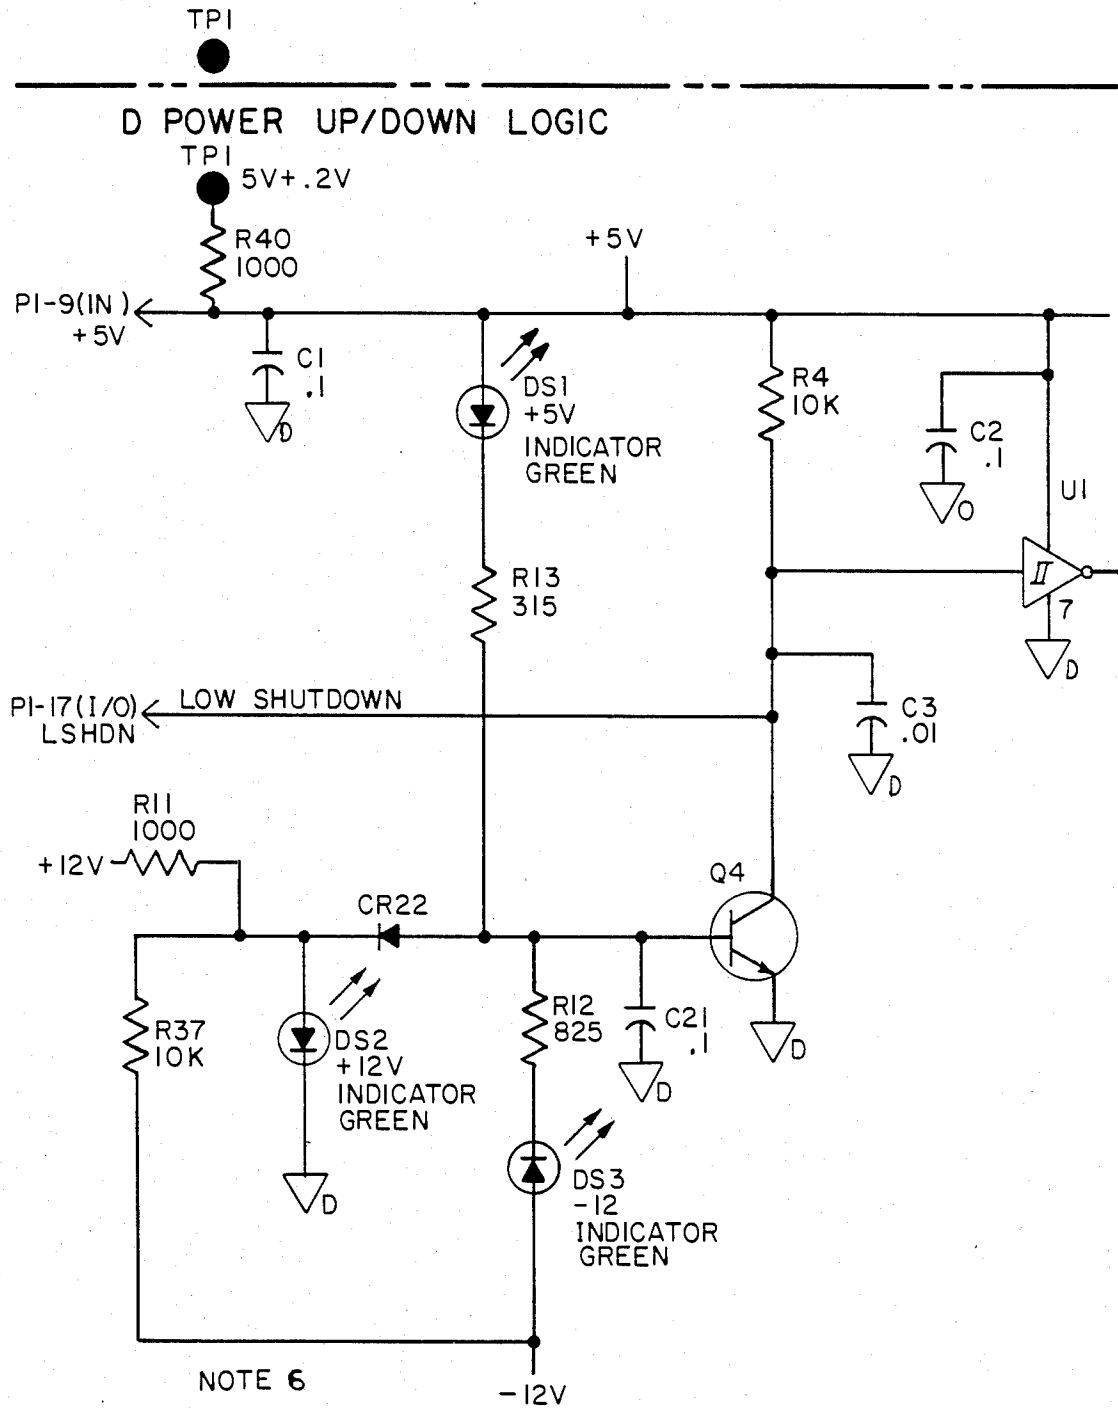 TP1
D POWER UP/DOWN LOGIC
TP1
5V+.2V
R40
1000
+5V
P1-9(IN)
+5V
C1
.1
D
DS1
+5V
INDICATOR
GREEN
R4
10K
C2
.1
O
U1
II
7
D
R13
315
P1-17(I/O)
LSHDN
LOW SHUTDOWN
C3
.01
D
R11
1000
+12V
CR22
Q4
R37
10K
DS2
+12V
INDICATOR
GREEN
D
R12
825
C21
.1
D
D
DS3
-12
INDICATOR
GREEN
NOTE 6
-12V